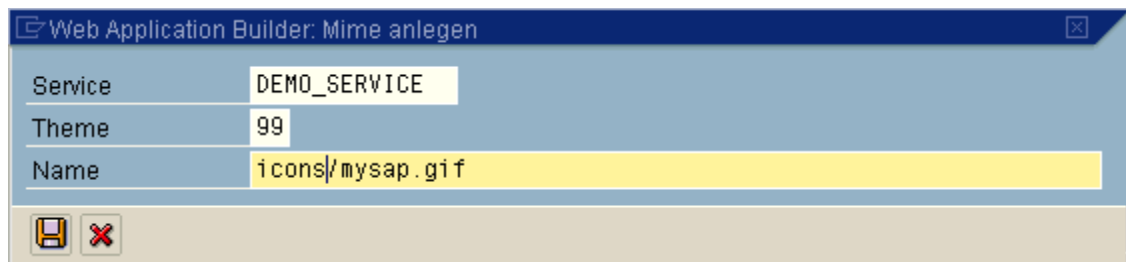 Web Application Builder: Mime anlegen
Service DEMO_SERVICE
Theme 99
Name icons/mysap.gif